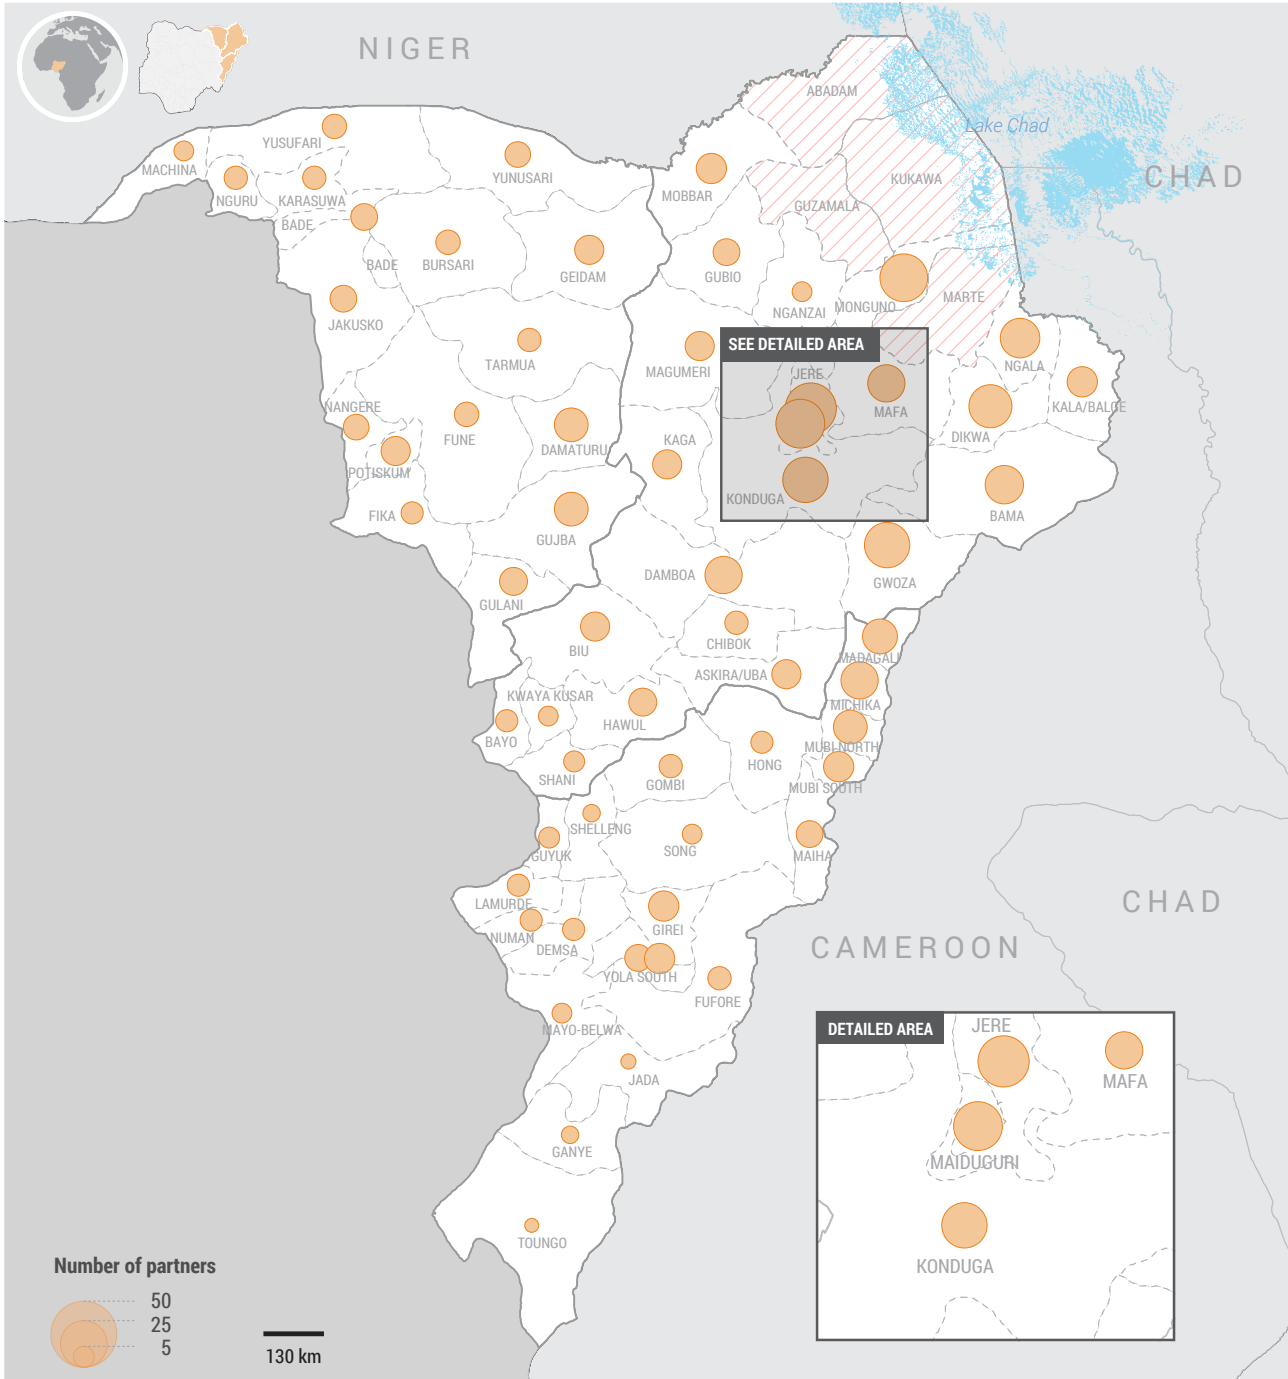 NIGER
ABADAM
Lake Chad
YUSUFARI
MACHINA
YUNUSARI
CHAD
KUKAWA
MOBBAR
NGURU
KARASUWA
GUZAMALA
BADE
BADE
BURSARI
GEIDAM
GUBIO
MARTE
NGANZAI
MONGUNO
JAKUSKO
SEE DETAILED AREA
TARMUA
MAGUMERI
JERE
NGALA
MAFA
KALA/BALGE
NANGERE
FUNE
DAMATURU
KAGA
DIKWA
POTISKUM
KONDUGA
FIKA
BAMA
GUJBA
DAMBOA
GWOZA
GULANI
CHIBOK
BIU
MADAGALI
ASKIRA/UBA
KWAYA KUSAR
MICHIKA
HAWUL
BAYO
MUBI NORTH
HONG
SHANI
GOMBI
MUBI SOUTH
SHELLENG
SONG
GUYUK
MAIHA
LAMURDE
CHAD
GIREI
NUMAN
DEMSA
CAMEROON
YOLA SOUTH
FUFORE
MAYO-BELWA
DETAILED AREA
JERE
JADA
MAFA
GANYE
MAIDUGURI
TOUNGO
KONDUGA
Number of partners
50
25
5
130 km